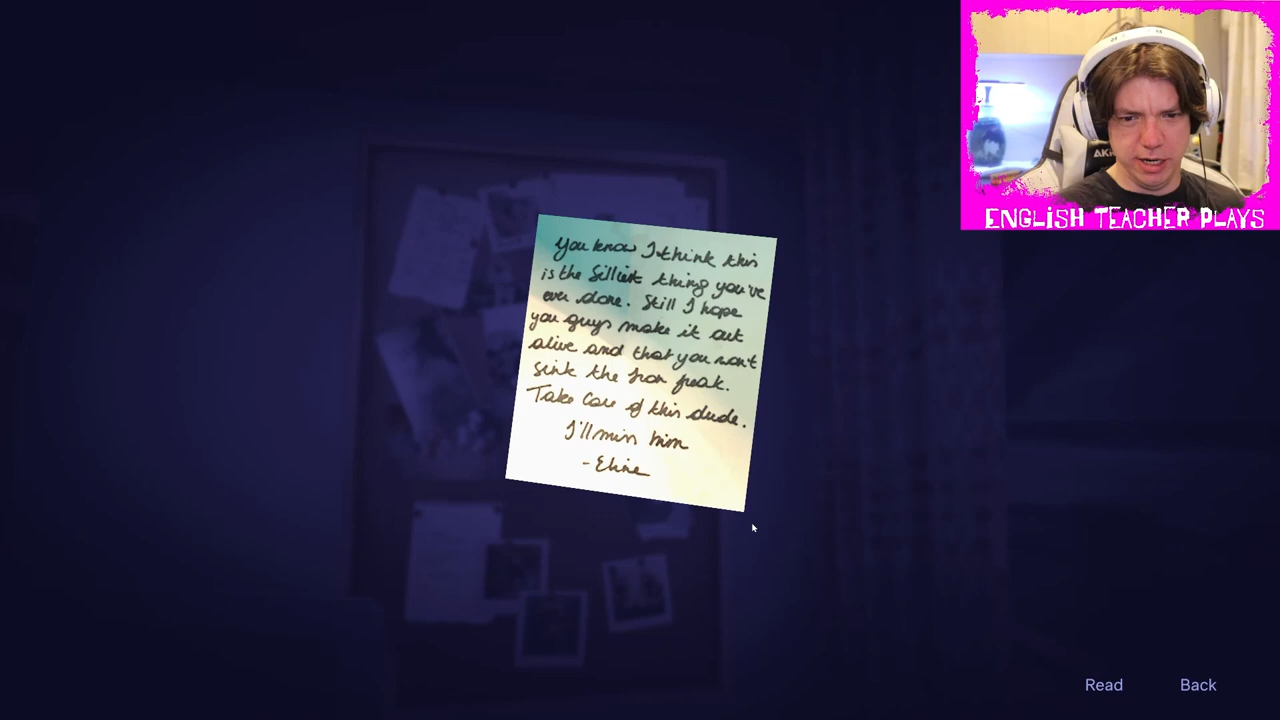 ENGLISH TEACHER PLAYS
You know I think this
is the silliest thing you've
ever done. Still I hope
you guys make it out
alive and that you won't
sink the Iron freak.
Take Care of this dude.
I'll miss him
- Eline
Read Back